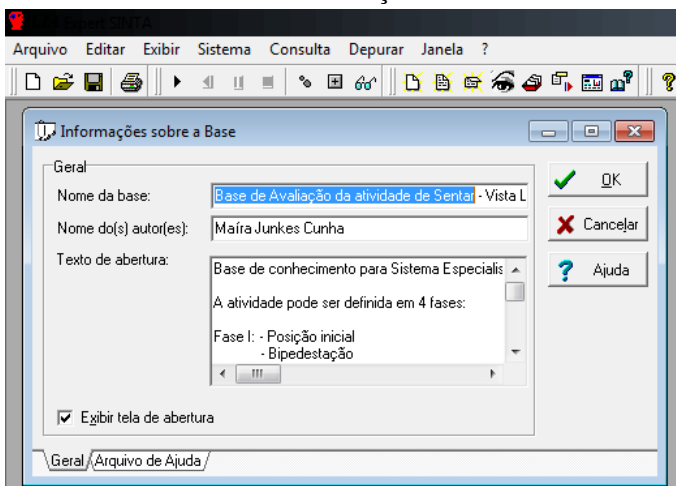 Expert SINTA
Arquivo Editar Exibir Sistema Consulta Depurar Janela ?
Informações sobre a Base
Geral
Nome da base: Base de Avaliação da atividade de Sentar - Vista L
OK
Nome do(s) autor(es): Maíra Junkes Cunha
Cancelar
Texto de abertura: Base de conhecimento para Sistema Especialis
Ajuda
A atividade pode ser definida em 4 fases:
Fase I: - Posição inicial
- Bipedestação
Exibir tela de abertura
Geral Arquivo de Ajuda